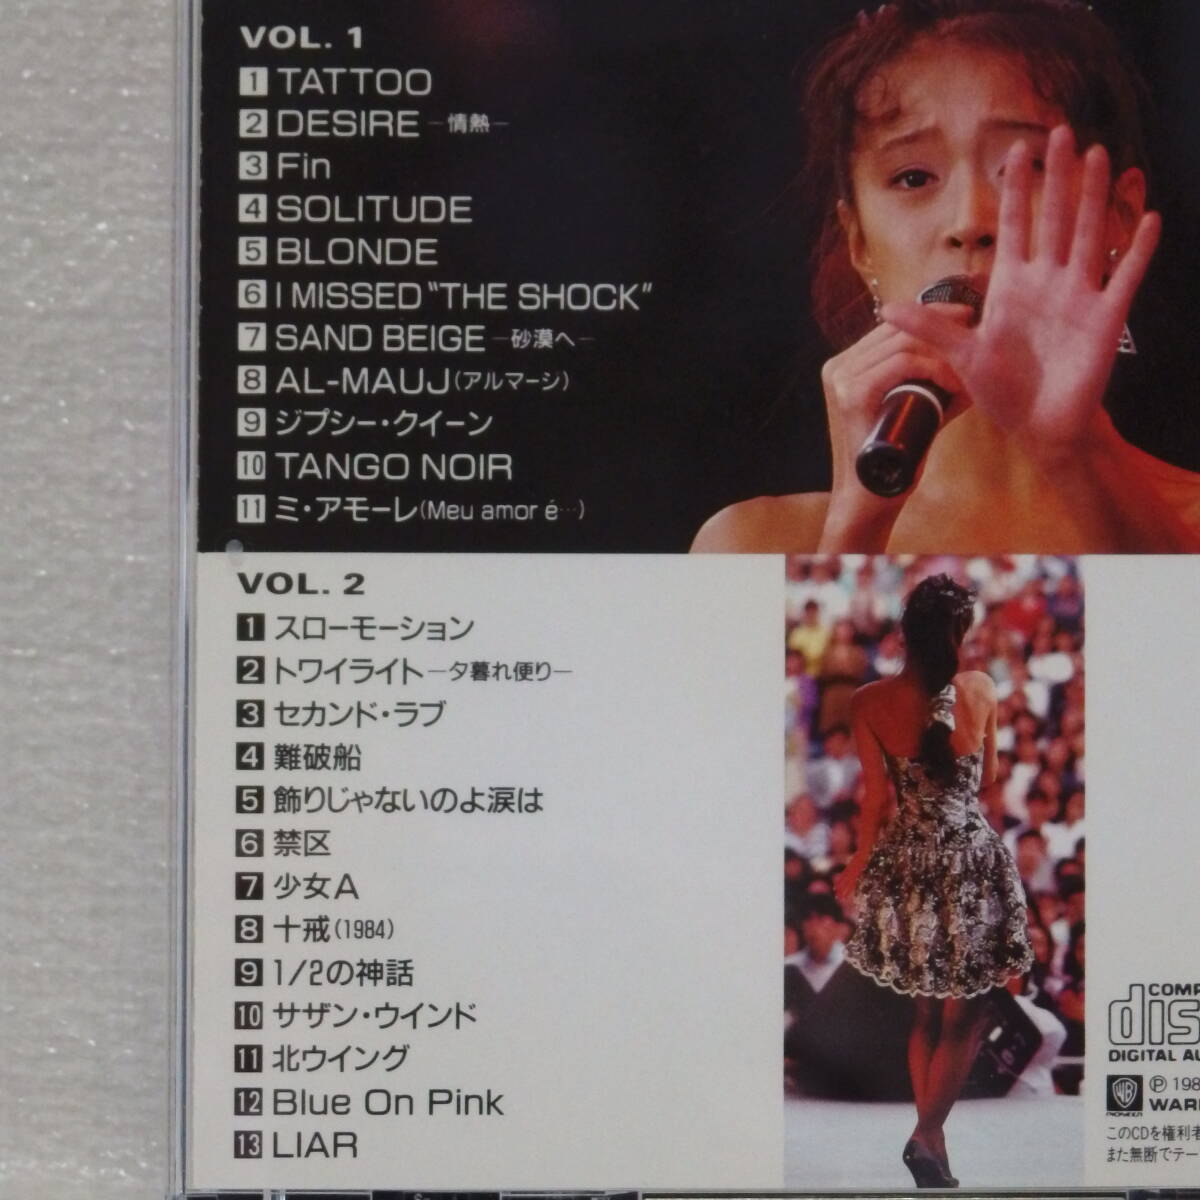 VOL. 1
1 TATTOO
2 DESIRE －情熱－
3 Fin
4 SOLITUDE
5 BLONDE
6 I MISSED "THE SHOCK"
7 SAND BEIGE －砂漠へ－
8 AL-MAUJ(アルマージ)
9 ジプシー・クイーン
10 TANGO NOIR
11 ミ・アモーレ(Meu amor é…)
VOL. 2
1 スローモーション
2 トワイライト－夕暮れ便り－
3 セカンド・ラブ
4 難破船
5 飾りじゃないのよ涙は
6 禁区
7 少女A
8 十戒(1984)
9 1/2の神話
10 サザン・ウインド
11 北ウイング
12 Blue On Pink
13 LIAR
COMP
dis
DIGITAL AU
WB
PIONEER
Ⓟ 198
WAR
このCDを権利者
また無断でテー